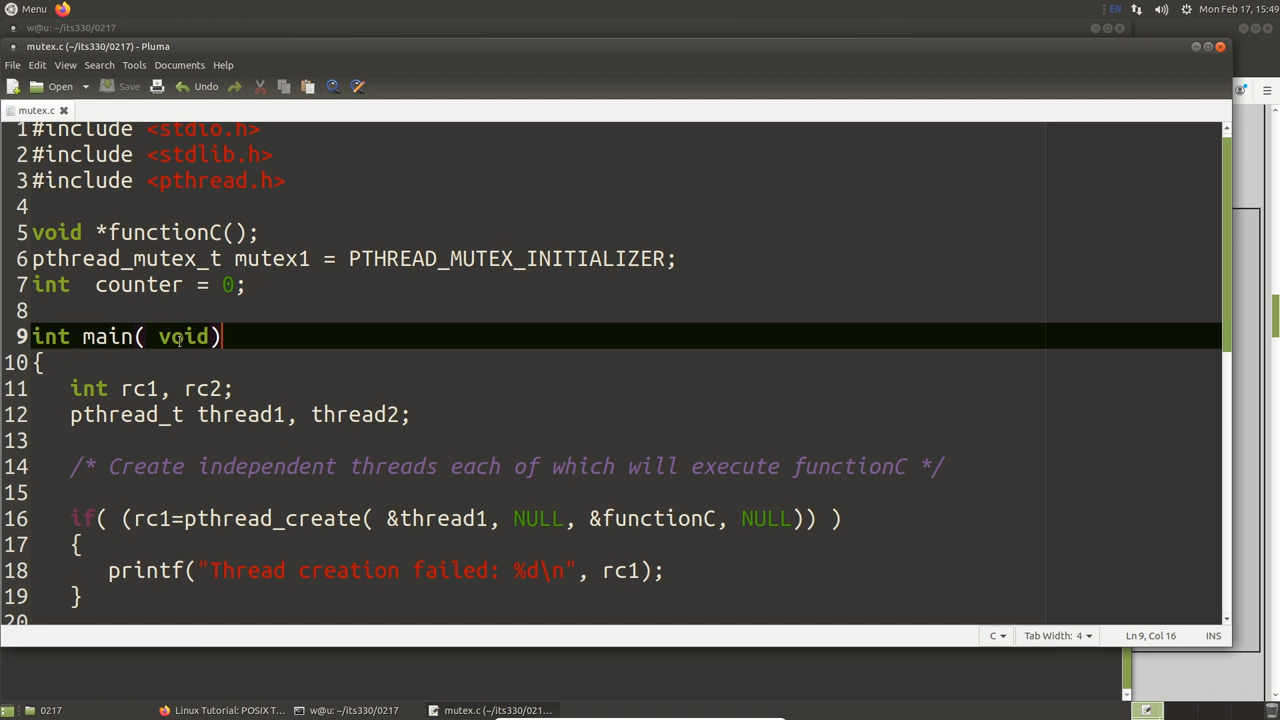 Menu EN Mon Feb 17, 15:49
w@u: ~/its330/0217
mutex.c (~/its330/0217) - Pluma
File Edit View Search Tools Documents Help
Open Save Undo
mutex.c
1 #include <stdio.h>
2 #include <stdlib.h>
3 #include <pthread.h>
4
5 void *functionC();
6 pthread_mutex_t mutex1 = PTHREAD_MUTEX_INITIALIZER;
7 int  counter = 0;
8
9 int main( void)
10 {
11    int rc1, rc2;
12    pthread_t thread1, thread2;
13
14    /* Create independent threads each of which will execute functionC */
15
16    if( (rc1=pthread_create( &thread1, NULL, &functionC, NULL)) )
17    {
18       printf("Thread creation failed: %d\n", rc1);
19    }
20
C Tab Width: 4 Ln 9, Col 16 INS
0217 Linux Tutorial: POSIX T... w@u: ~/its330/0217 mutex.c (~/its330/021...